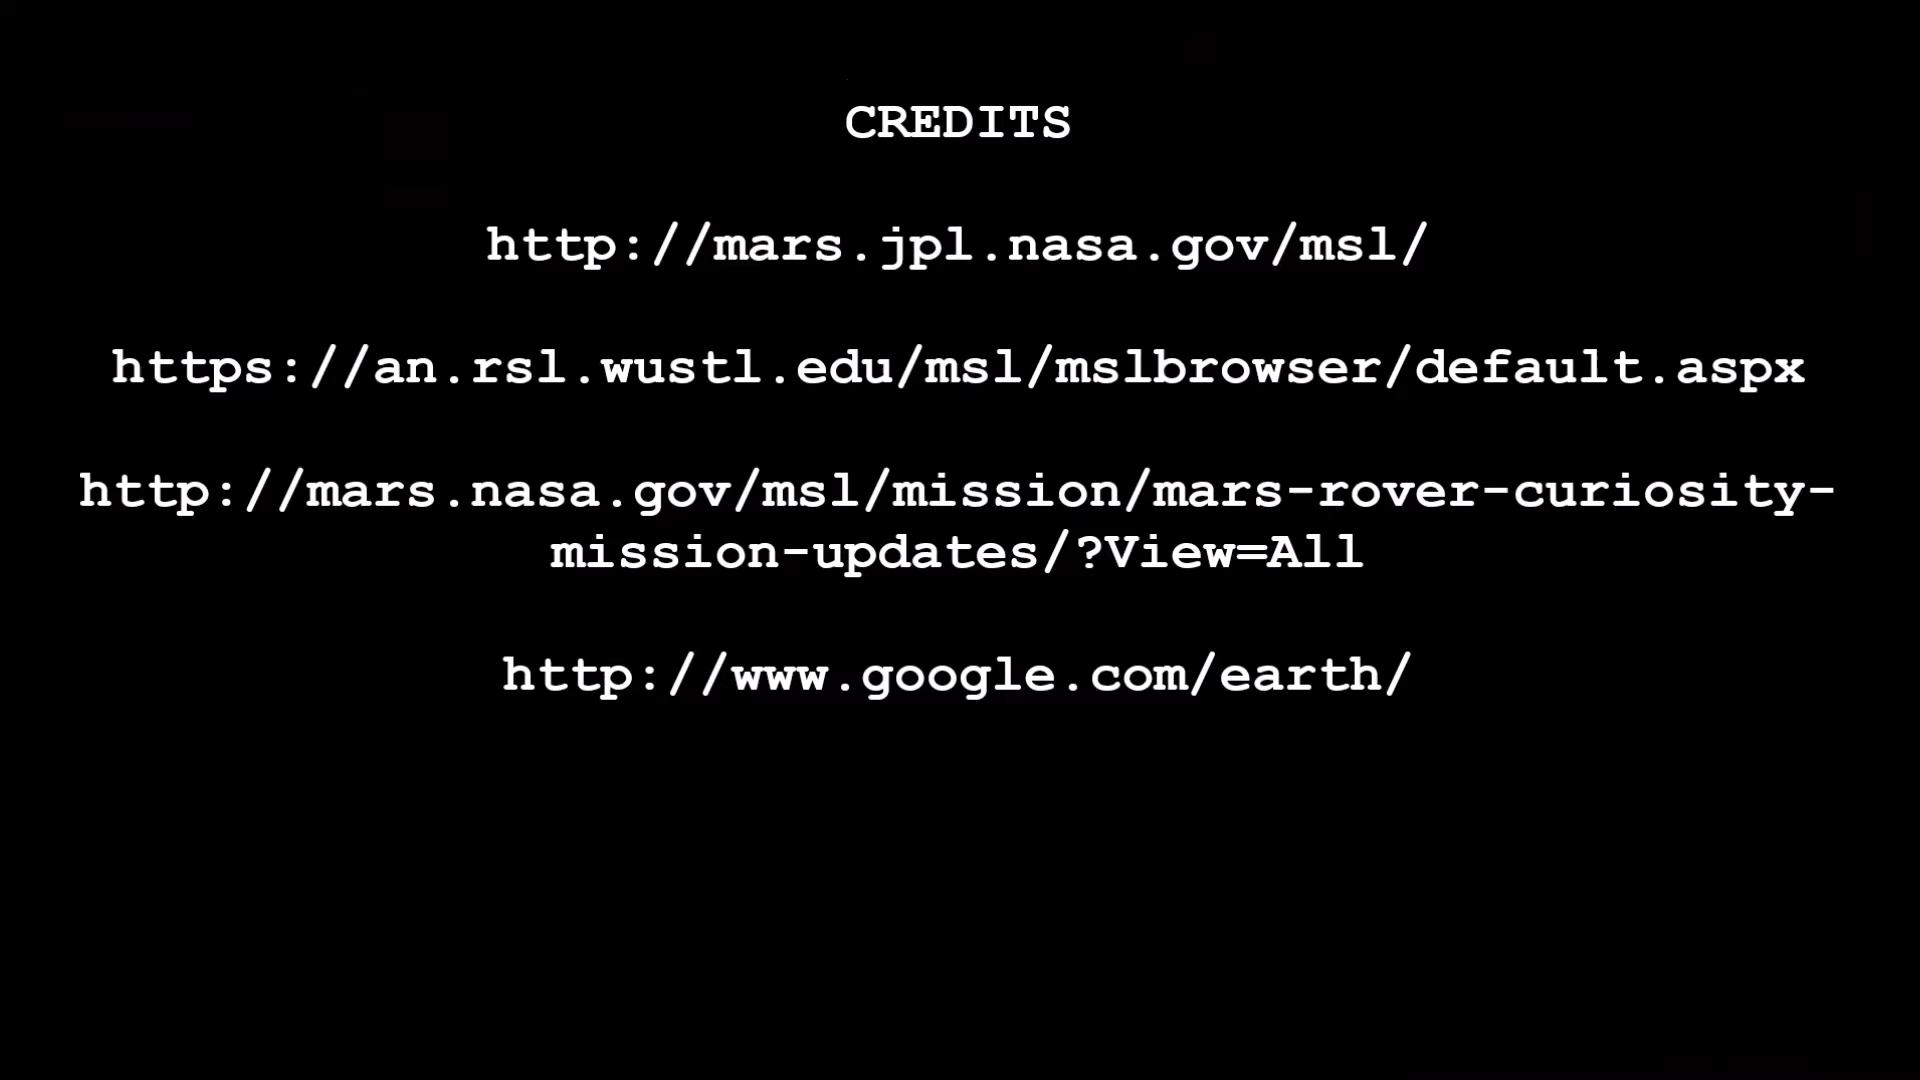 CREDITS
http://mars.jpl.nasa.gov/msl/
https://an.rsl.wustl.edu/msl/mslbrowser/default.aspx
http://mars.nasa.gov/msl/mission/mars-rover-curiosity-
mission-updates/?View=All
http://www.google.com/earth/